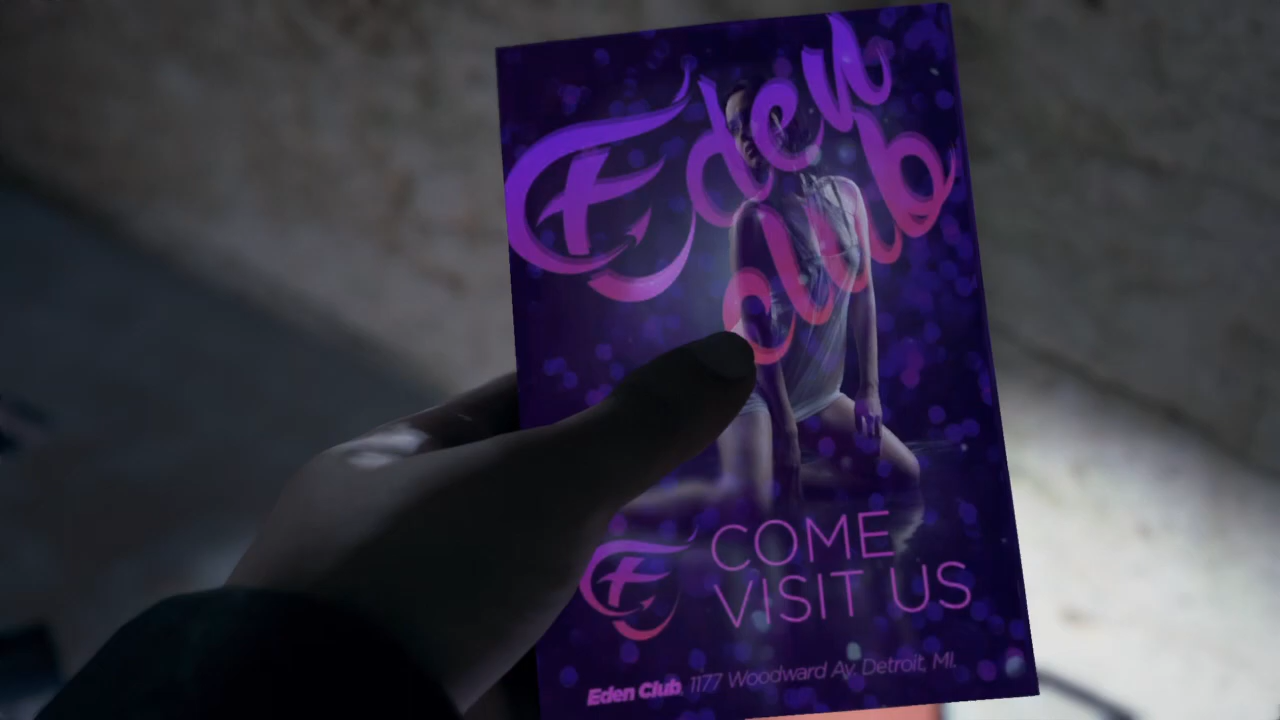 Eden
club
COME
VISIT US
Eden Club, 1177 Woodward Av. Detroit, MI.